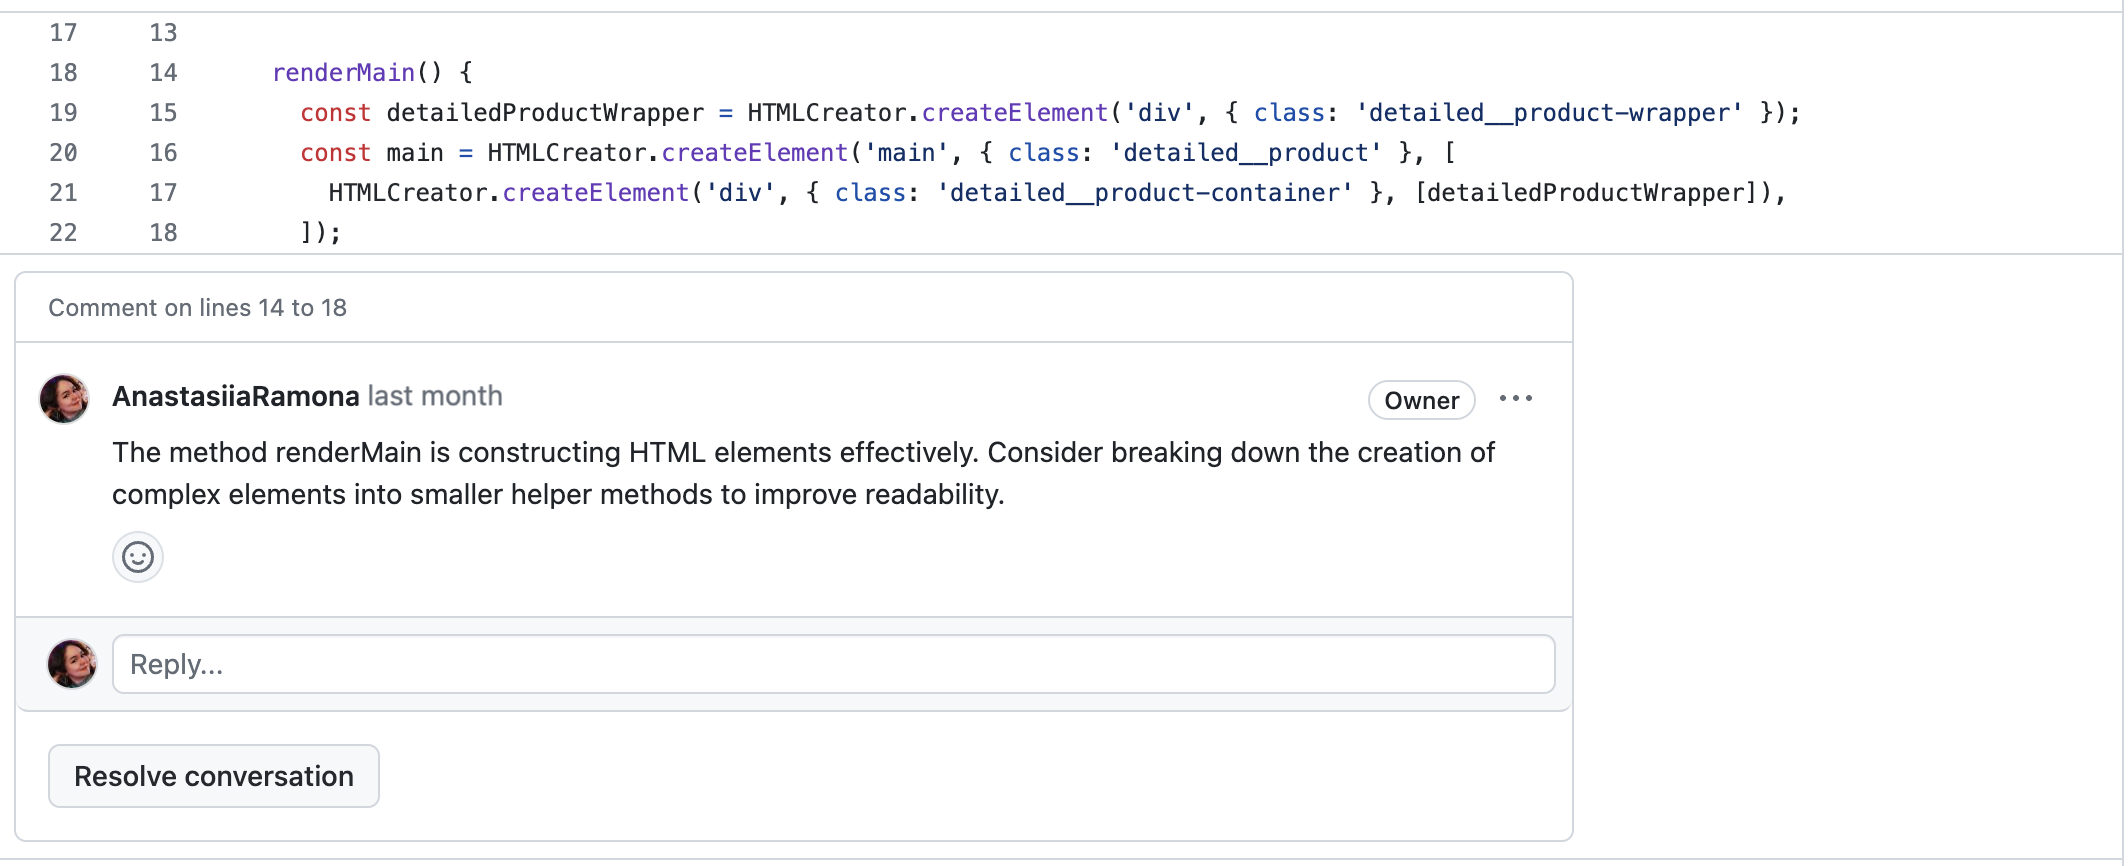 17 13
18 14 renderMain() {
19 15 const detailedProductWrapper = HTMLCreator.createElement('div', { class: 'detailed__product-wrapper' });
20 16 const main = HTMLCreator.createElement('main', { class: 'detailed__product' }, [
21 17 HTMLCreator.createElement('div', { class: 'detailed__product-container' }, [detailedProductWrapper]),
22 18 ]);
Comment on lines 14 to 18
AnastasiiaRamona last month
Owner
The method renderMain is constructing HTML elements effectively. Consider breaking down the creation of
complex elements into smaller helper methods to improve readability.
Reply...
Resolve conversation